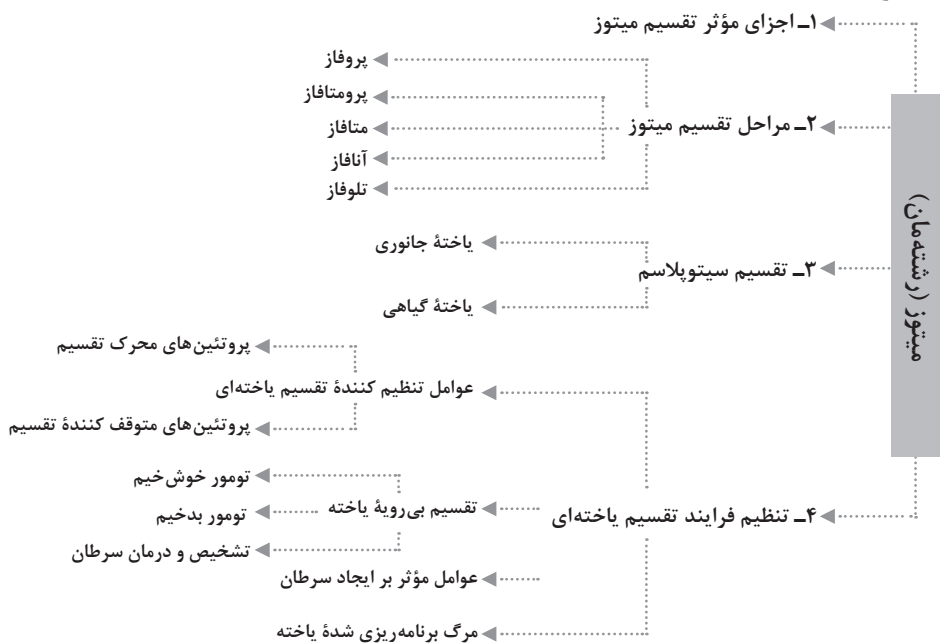 میتوز (رشته‌مان)
۱ـ اجزای مؤثر تقسیم میتوز
۲ـ مراحل تقسیم میتوز
پروفاز
پرومتافاز
متافاز
آنافاز
تلوفاز
۳ـ تقسیم سیتوپلاسم
یاختهٔ جانوری
یاختهٔ گیاهی
۴ـ تنظیم فرایند تقسیم یاخته‌ای
عوامل تنظیم کنندهٔ تقسیم یاخته‌ای
پروتئین‌های محرک تقسیم
پروتئین‌های متوقف کنندهٔ تقسیم
تقسیم بی‌رویهٔ یاخته
تومور خوش‌خیم
تومور بدخیم
تشخیص و درمان سرطان
عوامل مؤثر بر ایجاد سرطان
مرگ برنامه‌ریزی شدهٔ یاخته